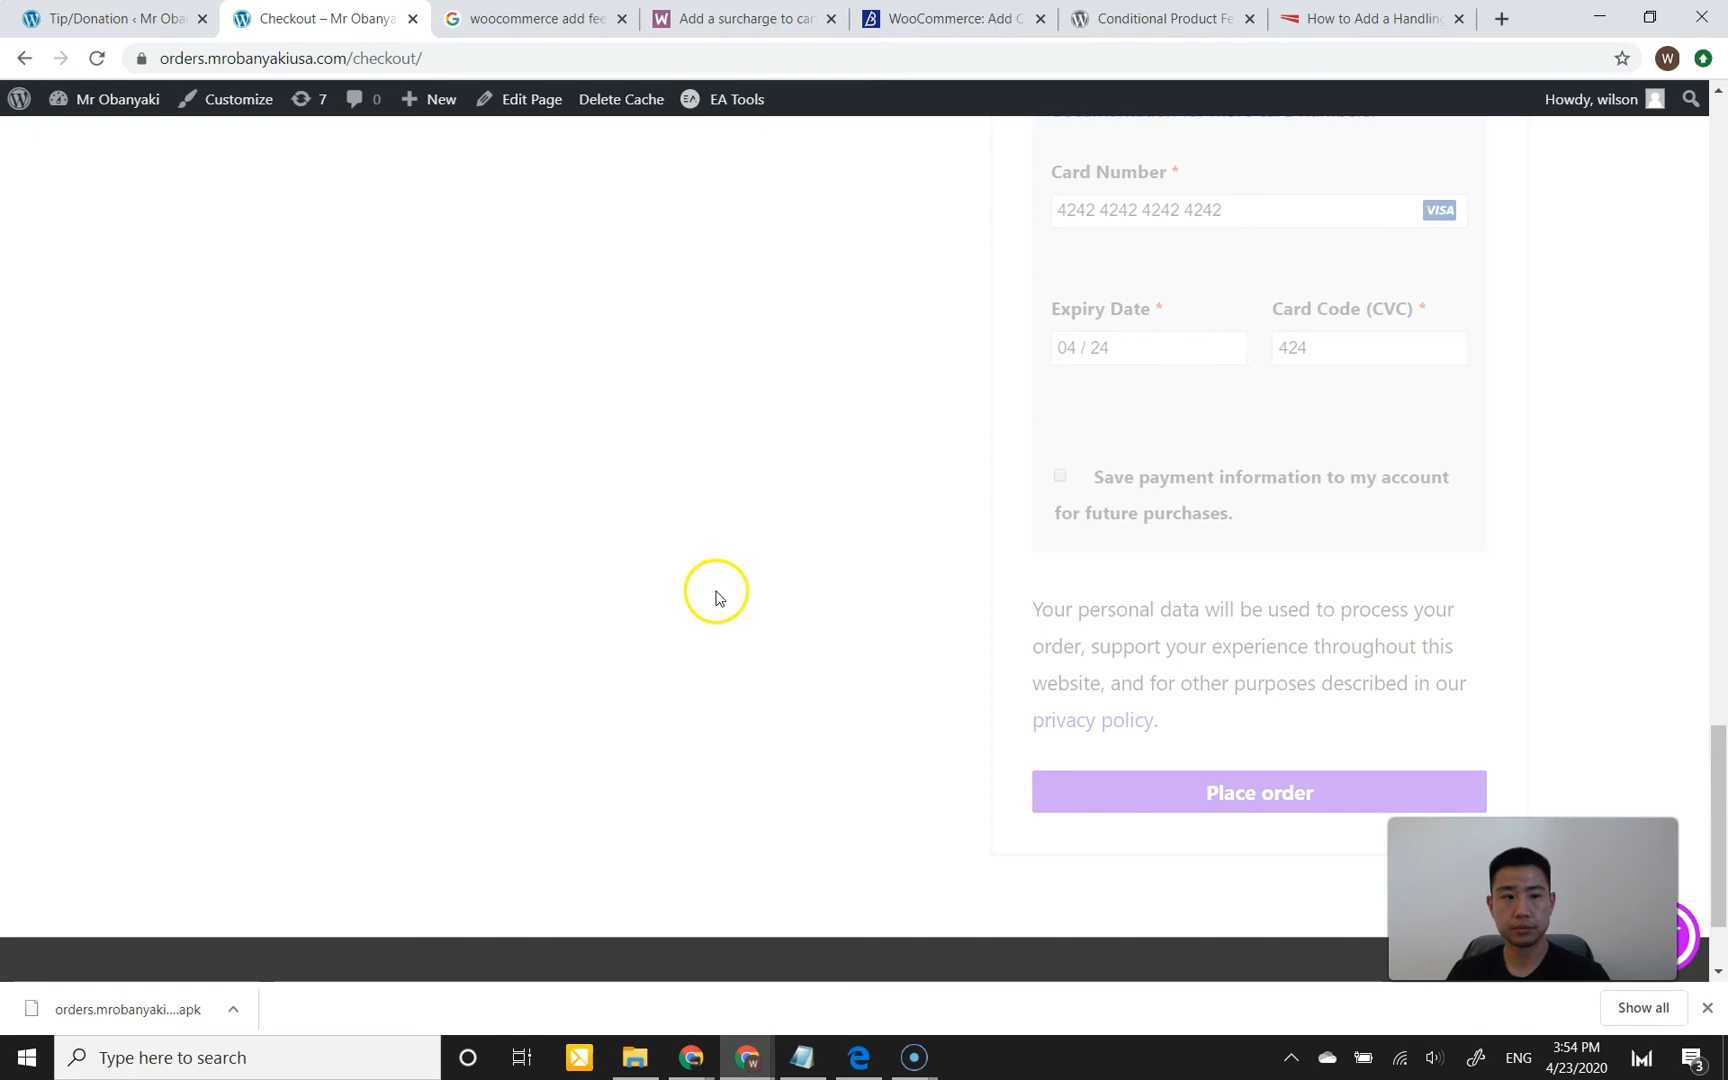 Tip/Donation ‹ Mr Oba
Checkout – Mr Obanya
woocommerce add fee
Add a surcharge to car
WooCommerce: Add C
Conditional Product Fe
How to Add a Handling
orders.mrobanyakiusa.com/checkout/
W
Mr Obanyaki
Customize
7
0
New
Edit Page
Delete Cache
EA Tools
Howdy, wilson
Card Number *
4242 4242 4242 4242
VISA
Expiry Date *
Card Code (CVC) *
04 / 24
424
Save payment information to my account
for future purchases.
Your personal data will be used to process your
order, support your experience throughout this
website, and for other purposes described in our
privacy policy.
Place order
orders.mrobanyaki....apk
Show all
Type here to search
ENG
3:54 PM
4/23/2020
3